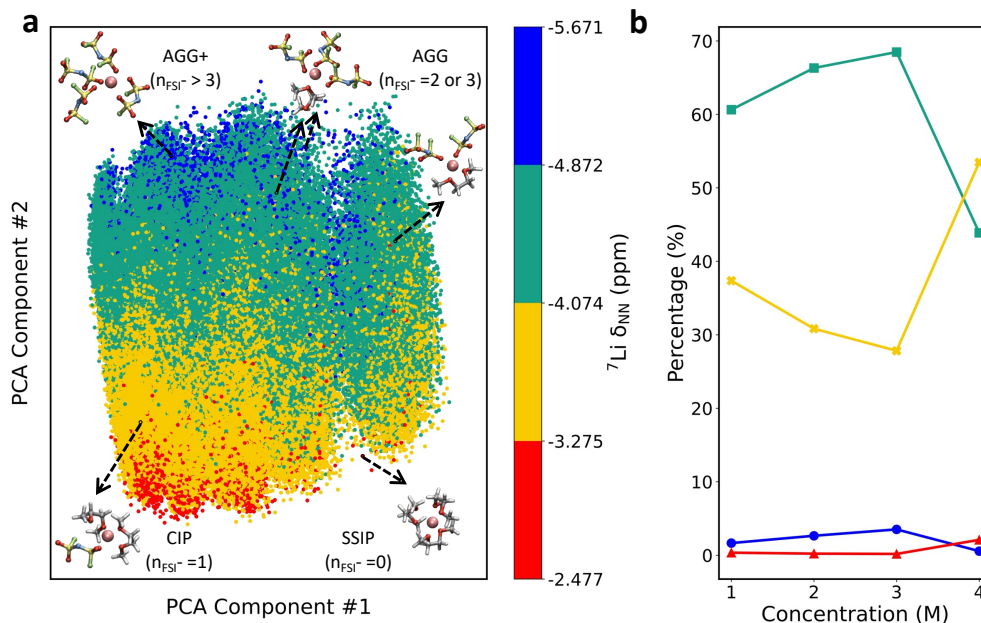 a
AGG+
(nFSI- > 3)
AGG
(nFSI- =2 or 3)
CIP
(nFSI- =1)
SSIP
(nFSI- =0)
PCA Component #2
PCA Component #1
-5.671
-4.872
-4.074
-3.275
-2.477
7Li δNN (ppm)
b
70
60
50
40
30
20
10
0
Percentage (%)
1
2
3
4
Concentration (M)